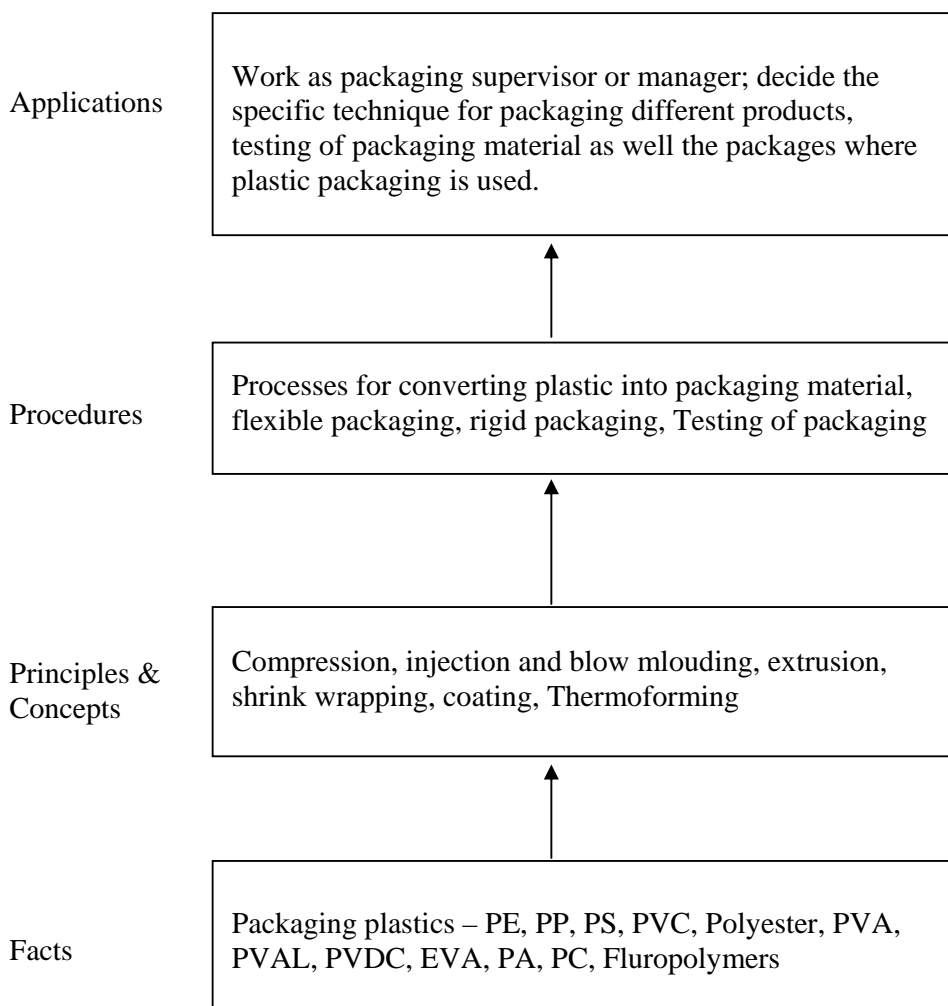 Applications
Work as packaging supervisor or manager; decide the
specific technique for packaging different products,
testing of packaging material as well the packages where
plastic packaging is used.
Procedures
Processes for converting plastic into packaging material,
flexible packaging, rigid packaging, Testing of packaging
Principles &
Concepts
Compression, injection and blow mlouding, extrusion,
shrink wrapping, coating, Thermoforming
Facts
Packaging plastics – PE, PP, PS, PVC, Polyester, PVA,
PVAL, PVDC, EVA, PA, PC, Fluropolymers